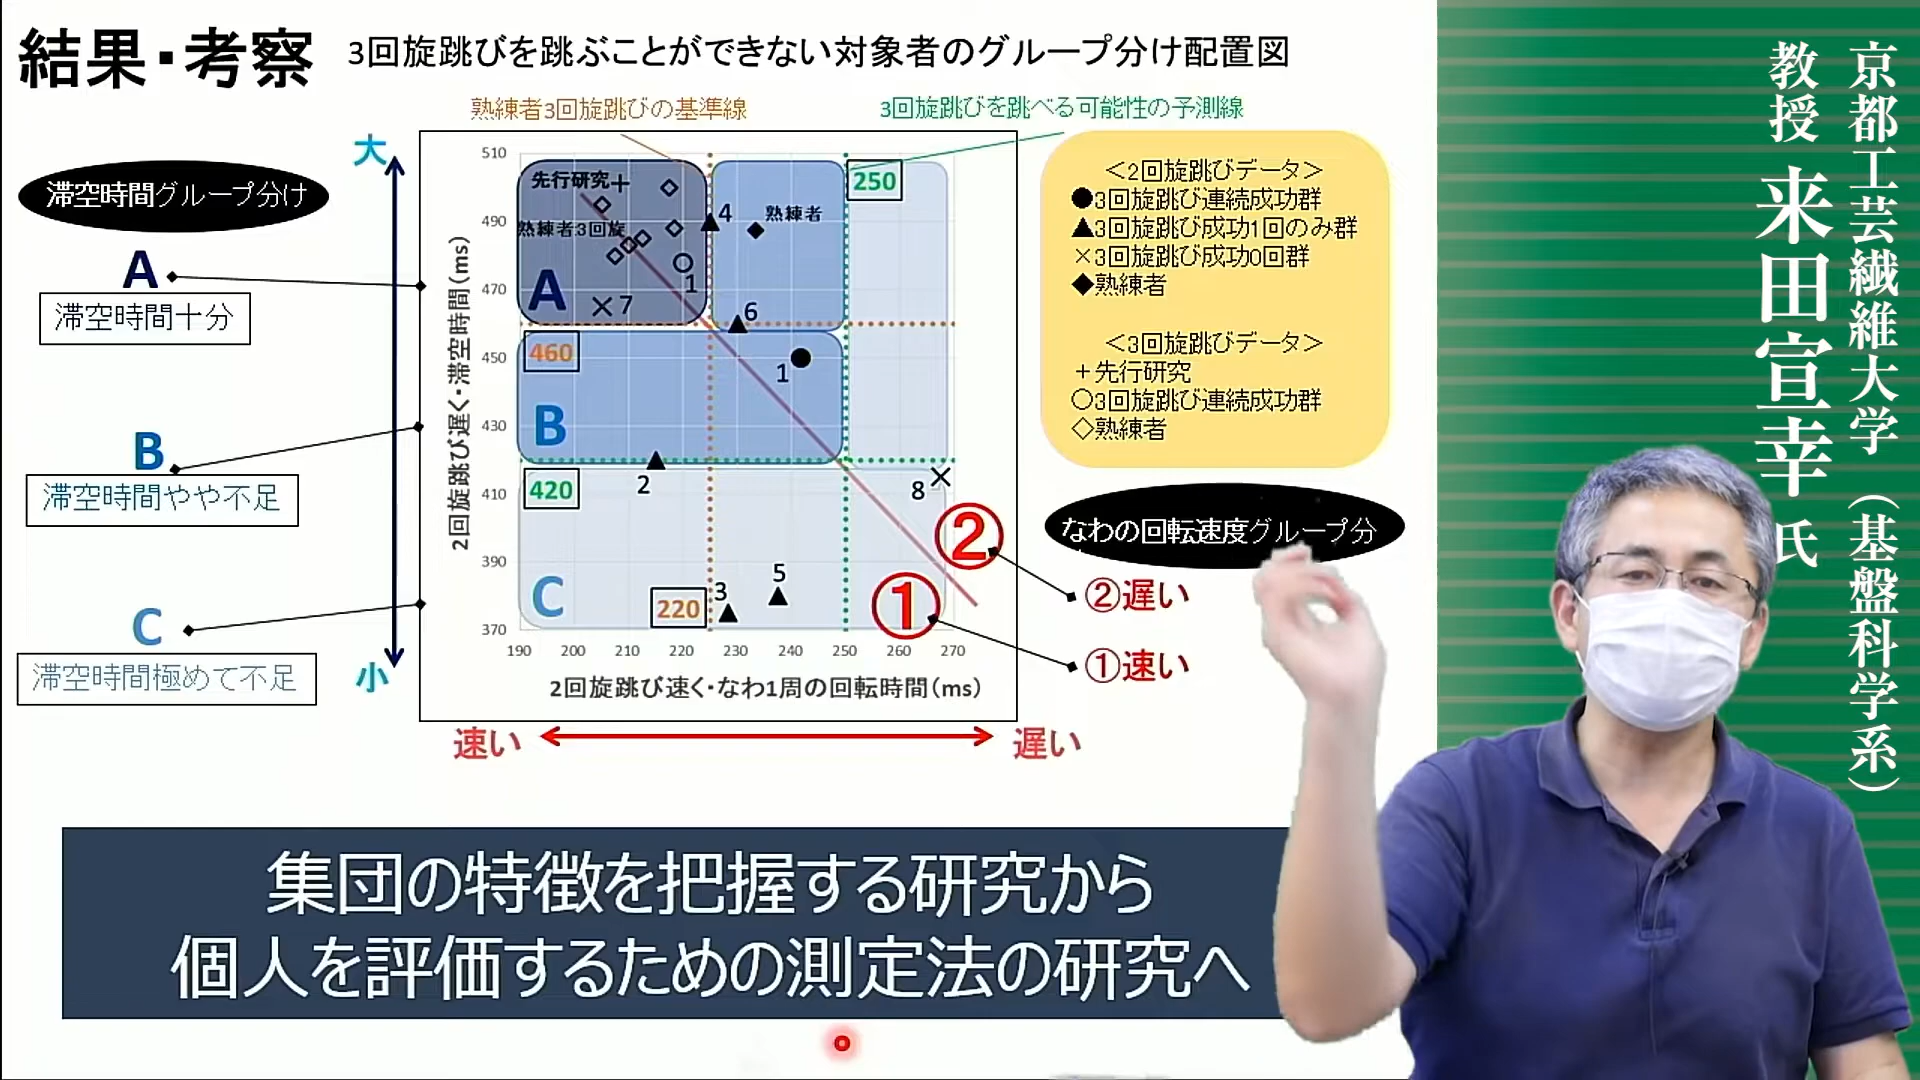 結果・考察
3回旋跳びを跳ぶことができない対象者のグループ分け配置図
熟練者3回旋跳びの基準線
3回旋跳びを跳べる可能性の予測線
滞空時間グループ分け
A
滞空時間十分
B
滞空時間やや不足
C
滞空時間極めて不足
大
小
2回旋跳び遅く・滞空時間(ms)
510
490
470
450
430
410
390
370
190
200
210
220
230
240
250
260
270
2回旋跳び速く・なわ1周の回転時間(ms)
速い
遅い
先行研究
熟練者3回旋
熟練者
A
B
C
460
420
220
250
4
1
7
6
1
2
8
3
5
②
①
＜2回旋跳びデータ＞
●3回旋跳び連続成功群
▲3回旋跳び成功1回のみ群
×3回旋跳び成功0回群
◆熟練者
＜3回旋跳びデータ＞
+先行研究
○3回旋跳び連続成功群
◇熟練者
なわの回転速度グループ分
②遅い
①速い
集団の特徴を把握する研究から
個人を評価するための測定法の研究へ
京都工芸繊維大学(基盤科学系)
教授 来田宣幸 氏